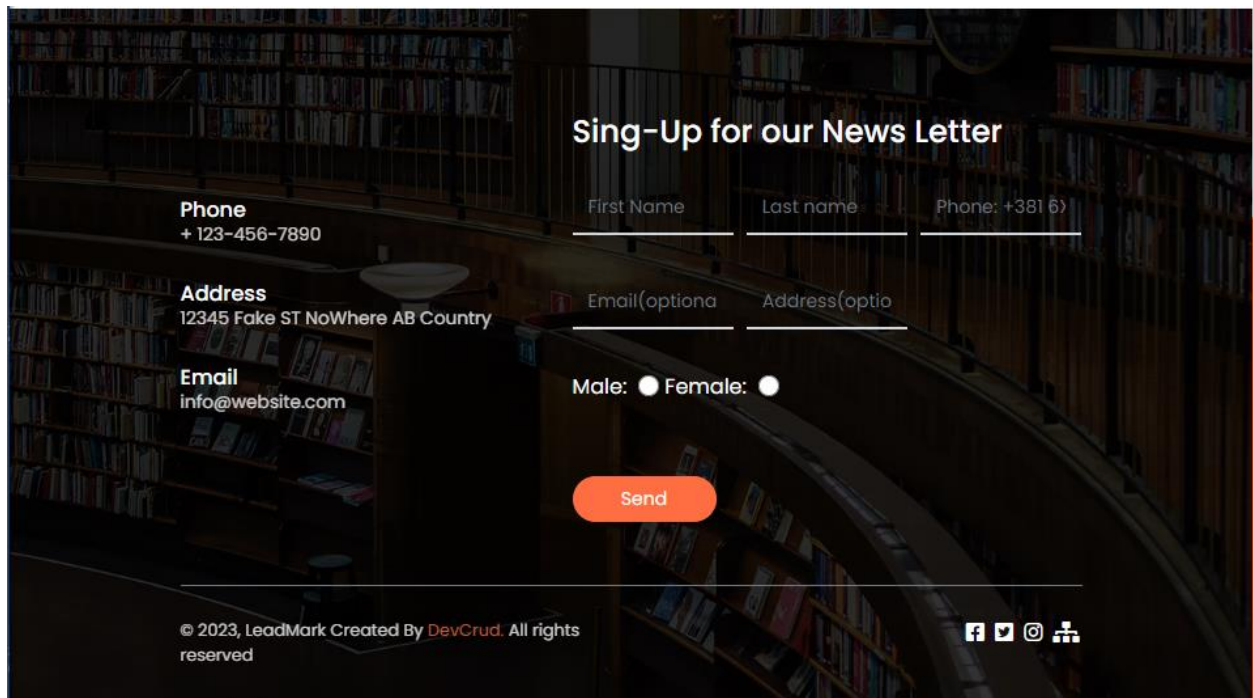 Sing-Up for our News Letter
First Name Last name Phone: +381 6
Email(optiona Address(optio
Male: Female:
Send
Phone
+ 123-456-7890
Address
12345 Fake ST NoWhere AB Country
Email
info@website.com
© 2023, LeadMark Created By DevCrud. All rights
reserved